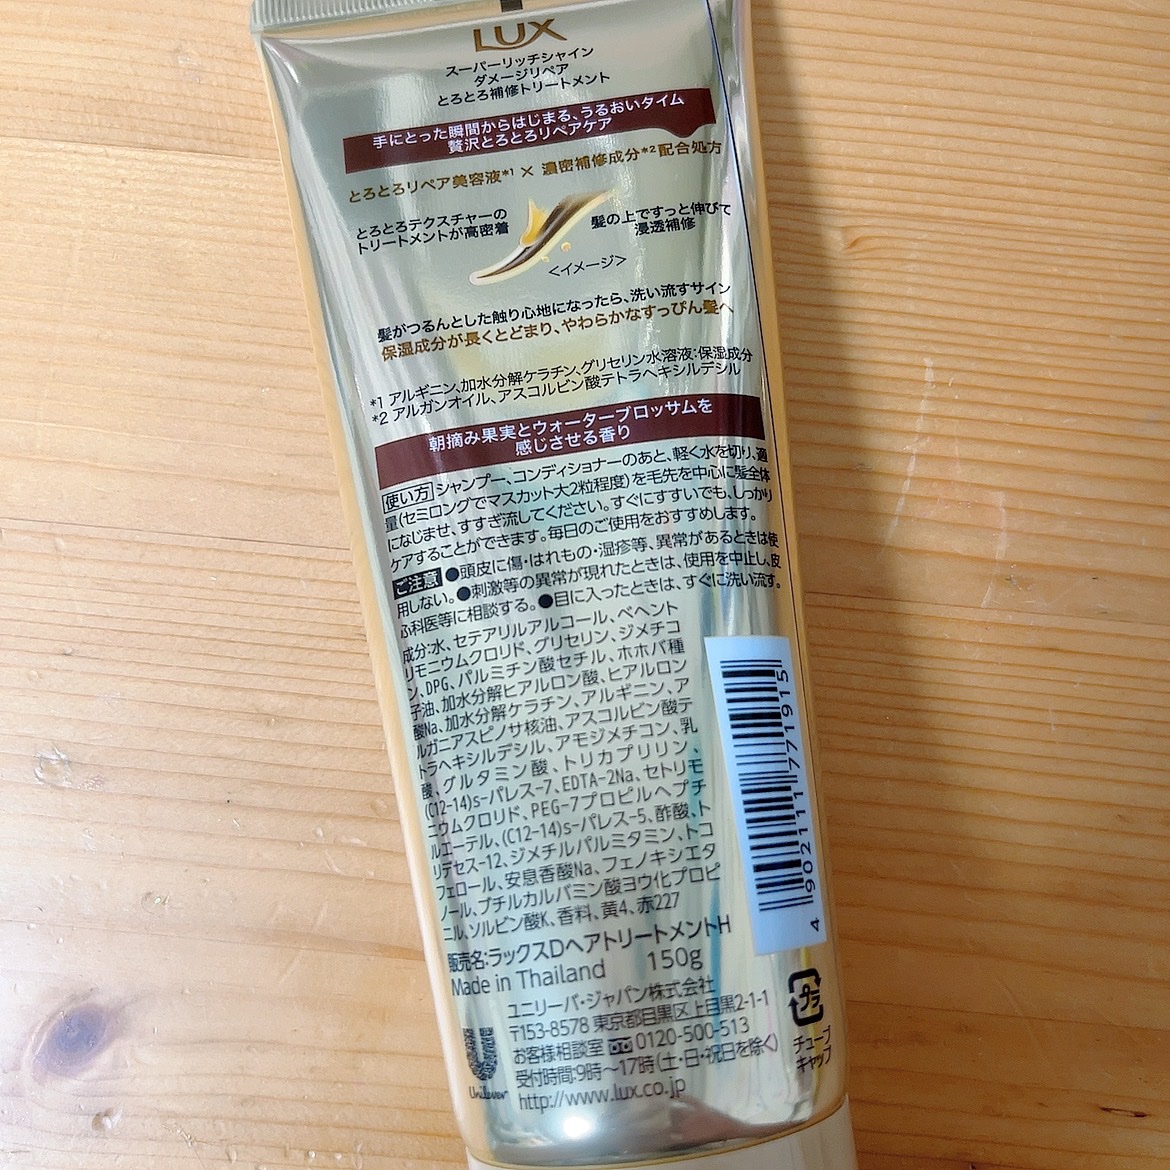 LUX
スーパーリッチシャイン
ダメージリペア
とろとろ補修トリートメント
手にとった瞬間からはじまる、うるおいタイム
贅沢とろとろリペアケア
とろとろリペア美容液*1 × 濃密補修成分*2配合処方
とろとろテクスチャーの
トリートメントが高密着
髪の上ですっと伸びて
浸透補修
<イメージ>
髪がつるんとした触り心地になったら、洗い流すサイン
保湿成分が長くとどまり、やわらかなすっぴん髪へ
*1 アルギニン、加水分解ケラチン、グリセリン水溶液:保湿成分
*2 アルガンオイル、アスコルビン酸テトラヘキシルデシル
朝摘み果実とウォーターブロッサムを
感じさせる香り
使い方 シャンプー、コンディショナーのあと、軽く水を切り、適
量(セミロングでマスカット大2粒程度)を毛先を中心に髪全体
になじませ、すすぎ流してください。すぐにすすいでも、しっかり
ケアすることができます。毎日のご使用をおすすめします。
ご注意 ●頭皮に傷・はれもの・湿疹等、異常があるときは使
用しない。●刺激等の異常が現れたときは、使用を中止し、皮
ふ科医等に相談する。●目に入ったときは、すぐに洗い流す。
成分:水、セテアリルアルコール、ベヘント
リモニウムクロリド、グリセリン、ジメチコ
ン、DPG、パルミチン酸セチル、ホホバ種
子油、加水分解ヒアルロン酸、ヒアルロン
酸Na、加水分解ケラチン、アルギニン、ア
ルガニアスピノサ核油、アスコルビン酸テ
トラヘキシルデシル、アモジメチコン、乳
酸、グルタミン酸、トリカプリリン、
(C12-14)s-パレス-7、EDTA-2Na、セトリモ
ニウムクロリド、PEG-7プロピルヘプチ
ルエーテル、(C12-14)s-パレス-5、酢酸、ト
リデセス-12、ジメチルパルミタミン、トコ
フェロール、安息香酸Na、フェノキシエタ
ノール、ブチルカルバミン酸ヨウ化プロピ
ニル、ソルビン酸K、香料、黄4、赤227
販売名:ラックスDヘアトリートメントH
Made in Thailand 150g
ユニリーバ・ジャパン株式会社
〒153-8578 東京都目黒区上目黒2-1-1
お客様相談室 0120-500-513
受付時間:9時〜17時(土・日・祝日を除く)
http://www.lux.co.jp
Unilever
4 902111 771915
プラ
チューブ
キャップ